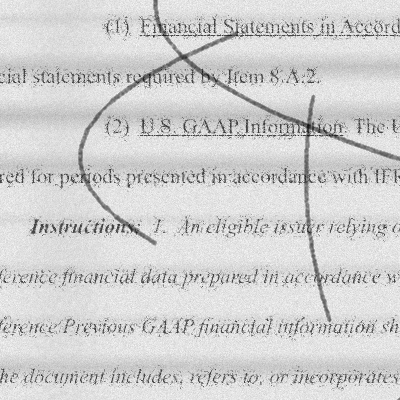 (1) Financial Statements in Accord
cial statements required by Item 8.A.2.
(2) U.S. GAAP Information. The U
red for periods presented in accordance with IFR
Instructions: 1. An eligible issuer relying o
ference financial data prepared in accordance w
ference Previous GAAP financial information sh
he document includes, refers to, or incorporates